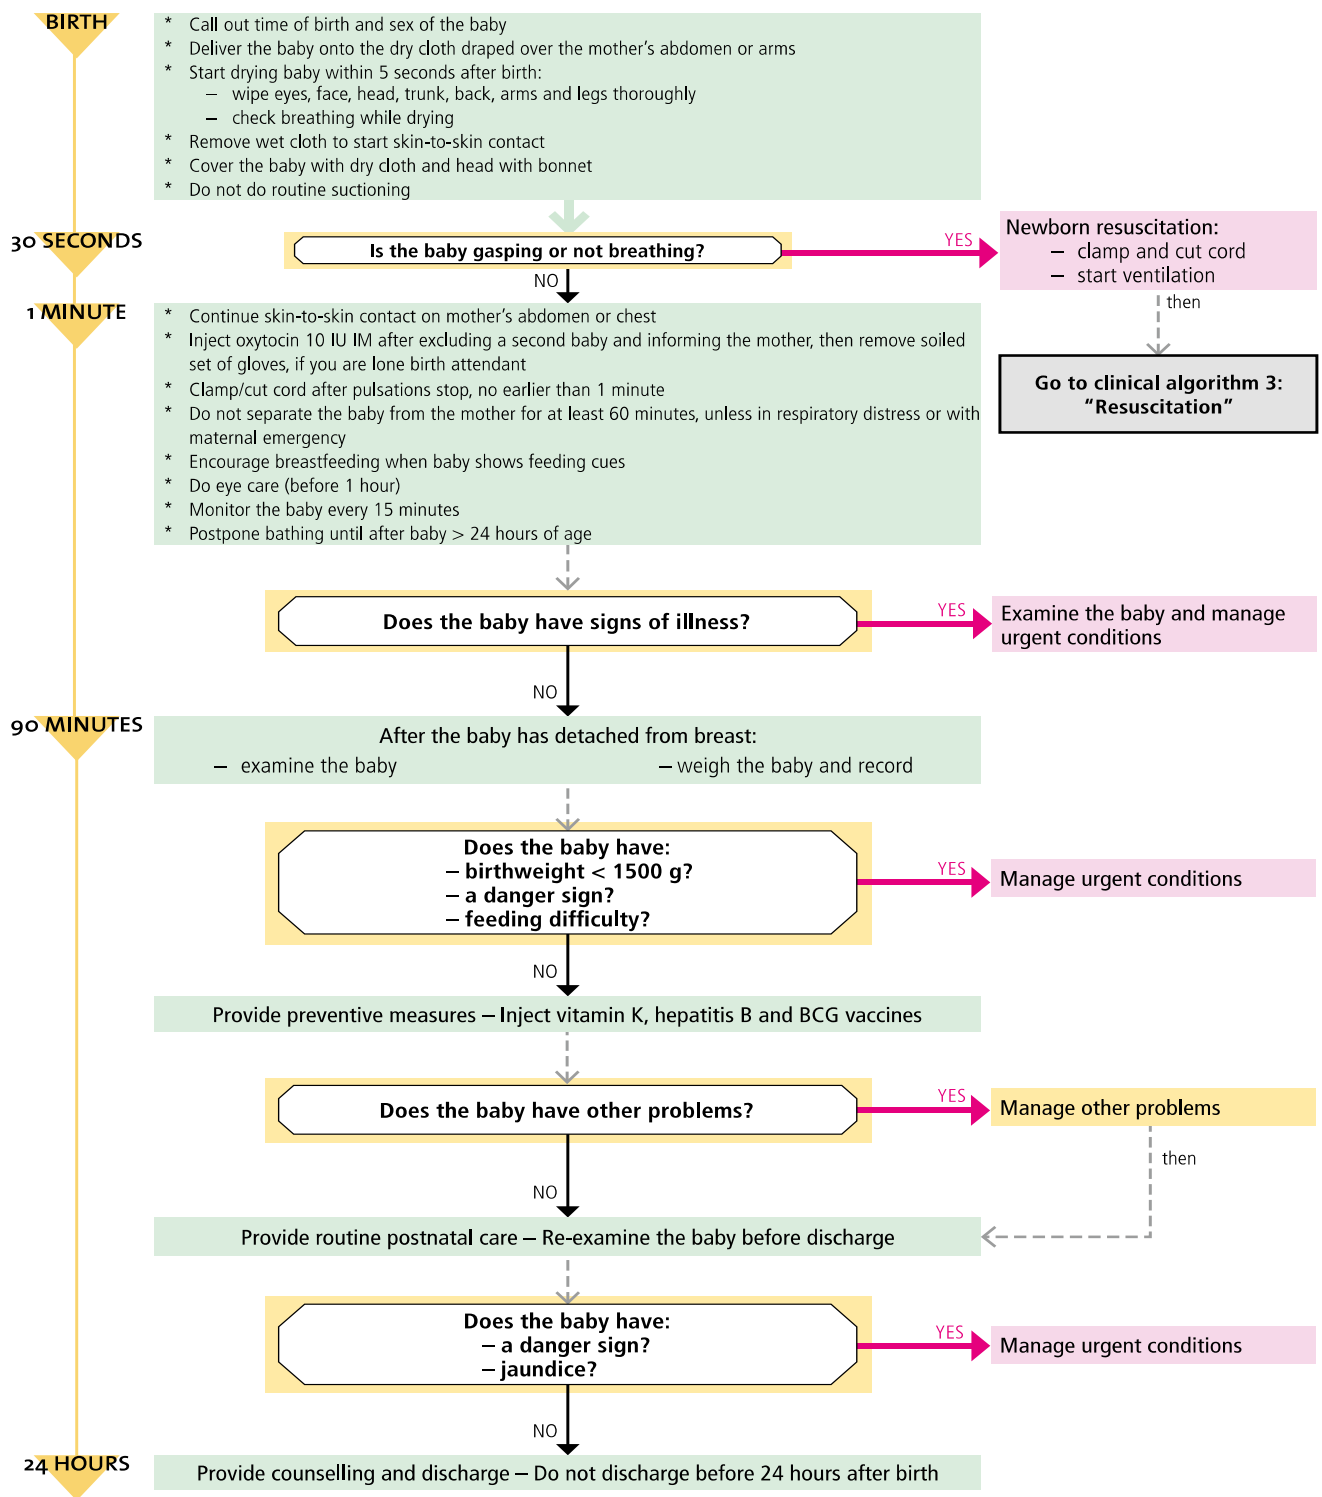 BIRTH
* Call out time of birth and sex of the baby
* Deliver the baby onto the dry cloth draped over the mother’s abdomen or arms
* Start drying baby within 5 seconds after birth:
– wipe eyes, face, head, trunk, back, arms and legs thoroughly
– check breathing while drying
* Remove wet cloth to start skin-to-skin contact
* Cover the baby with dry cloth and head with bonnet
* Do not do routine suctioning
30 SECONDS
Is the baby gasping or not breathing?
YES
Newborn resuscitation:
– clamp and cut cord
– start ventilation
then
Go to clinical algorithm 3:
“Resuscitation”
NO
1 MINUTE
* Continue skin-to-skin contact on mother’s abdomen or chest
* Inject oxytocin 10 IU IM after excluding a second baby and informing the mother, then remove soiled
set of gloves, if you are lone birth attendant
* Clamp/cut cord after pulsations stop, no earlier than 1 minute
* Do not separate the baby from the mother for at least 60 minutes, unless in respiratory distress or with
maternal emergency
* Encourage breastfeeding when baby shows feeding cues
* Do eye care (before 1 hour)
* Monitor the baby every 15 minutes
* Postpone bathing until after baby > 24 hours of age
Does the baby have signs of illness?
YES
Examine the baby and manage
urgent conditions
NO
90 MINUTES
After the baby has detached from breast:
– examine the baby – weigh the baby and record
Does the baby have:
– birthweight < 1500 g?
– a danger sign?
– feeding difficulty?
YES
Manage urgent conditions
NO
Provide preventive measures – Inject vitamin K, hepatitis B and BCG vaccines
Does the baby have other problems?
YES
Manage other problems
then
NO
Provide routine postnatal care – Re-examine the baby before discharge
Does the baby have:
– a danger sign?
– jaundice?
YES
Manage urgent conditions
NO
24 HOURS
Provide counselling and discharge – Do not discharge before 24 hours after birth